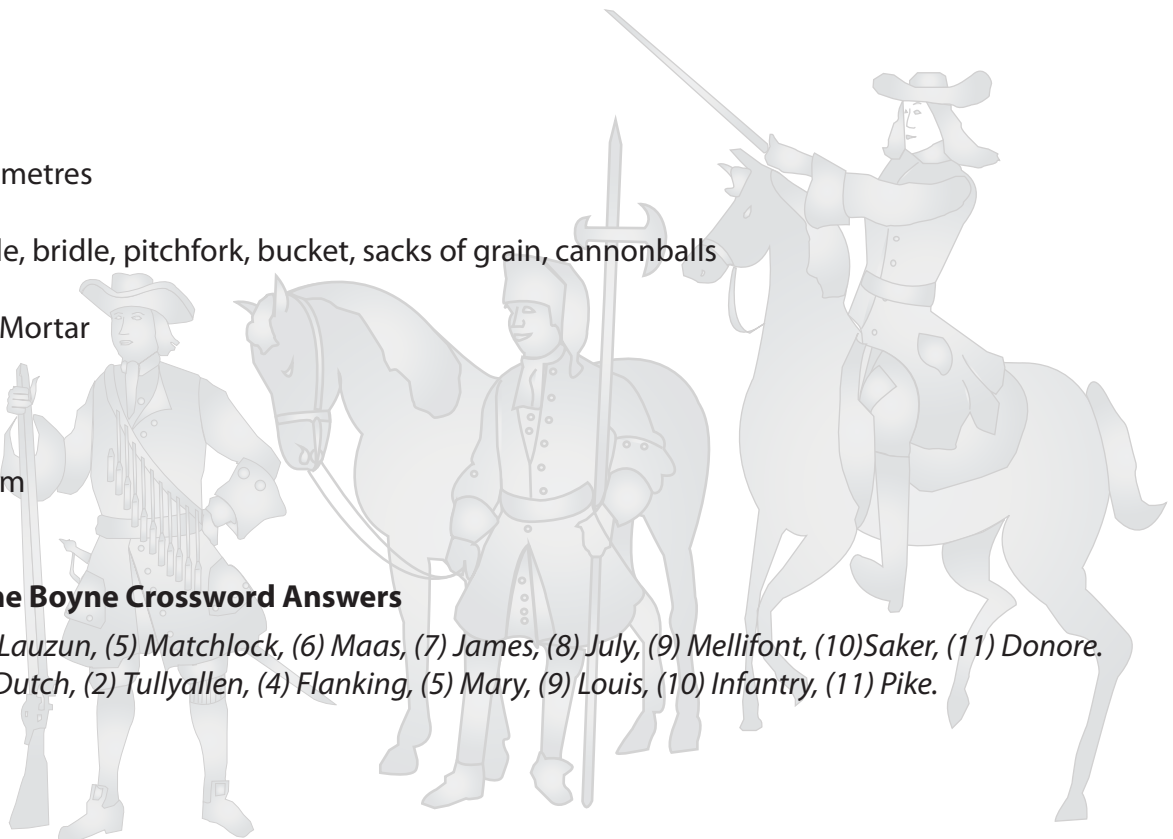 metres
le, bridle, pitchfork, bucket, sacks of grain, cannonballs
Mortar
m
ne Boyne Crossword Answers
Lauzun, (5) Matchlock, (6) Maas, (7) James, (8) July, (9) Mellifont, (10)Saker, (11) Donore.
Dutch, (2) Tullyallen, (4) Flanking, (5) Mary, (9) Louis, (10) Infantry, (11) Pike.